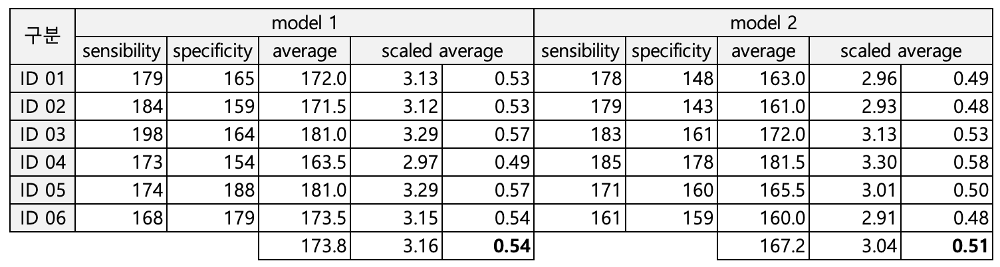 구분 model 1 model 2
sensibility specificity average scaled average sensibility specificity average scaled average
ID 01 179 165 172.0 3.13 0.53 178 148 163.0 2.96 0.49
ID 02 184 159 171.5 3.12 0.53 179 143 161.0 2.93 0.48
ID 03 198 164 181.0 3.29 0.57 183 161 172.0 3.13 0.53
ID 04 173 154 163.5 2.97 0.49 185 178 181.5 3.30 0.58
ID 05 174 188 181.0 3.29 0.57 171 160 165.5 3.01 0.50
ID 06 168 179 173.5 3.15 0.54 161 159 160.0 2.91 0.48
173.8 3.16 0.54 167.2 3.04 0.51